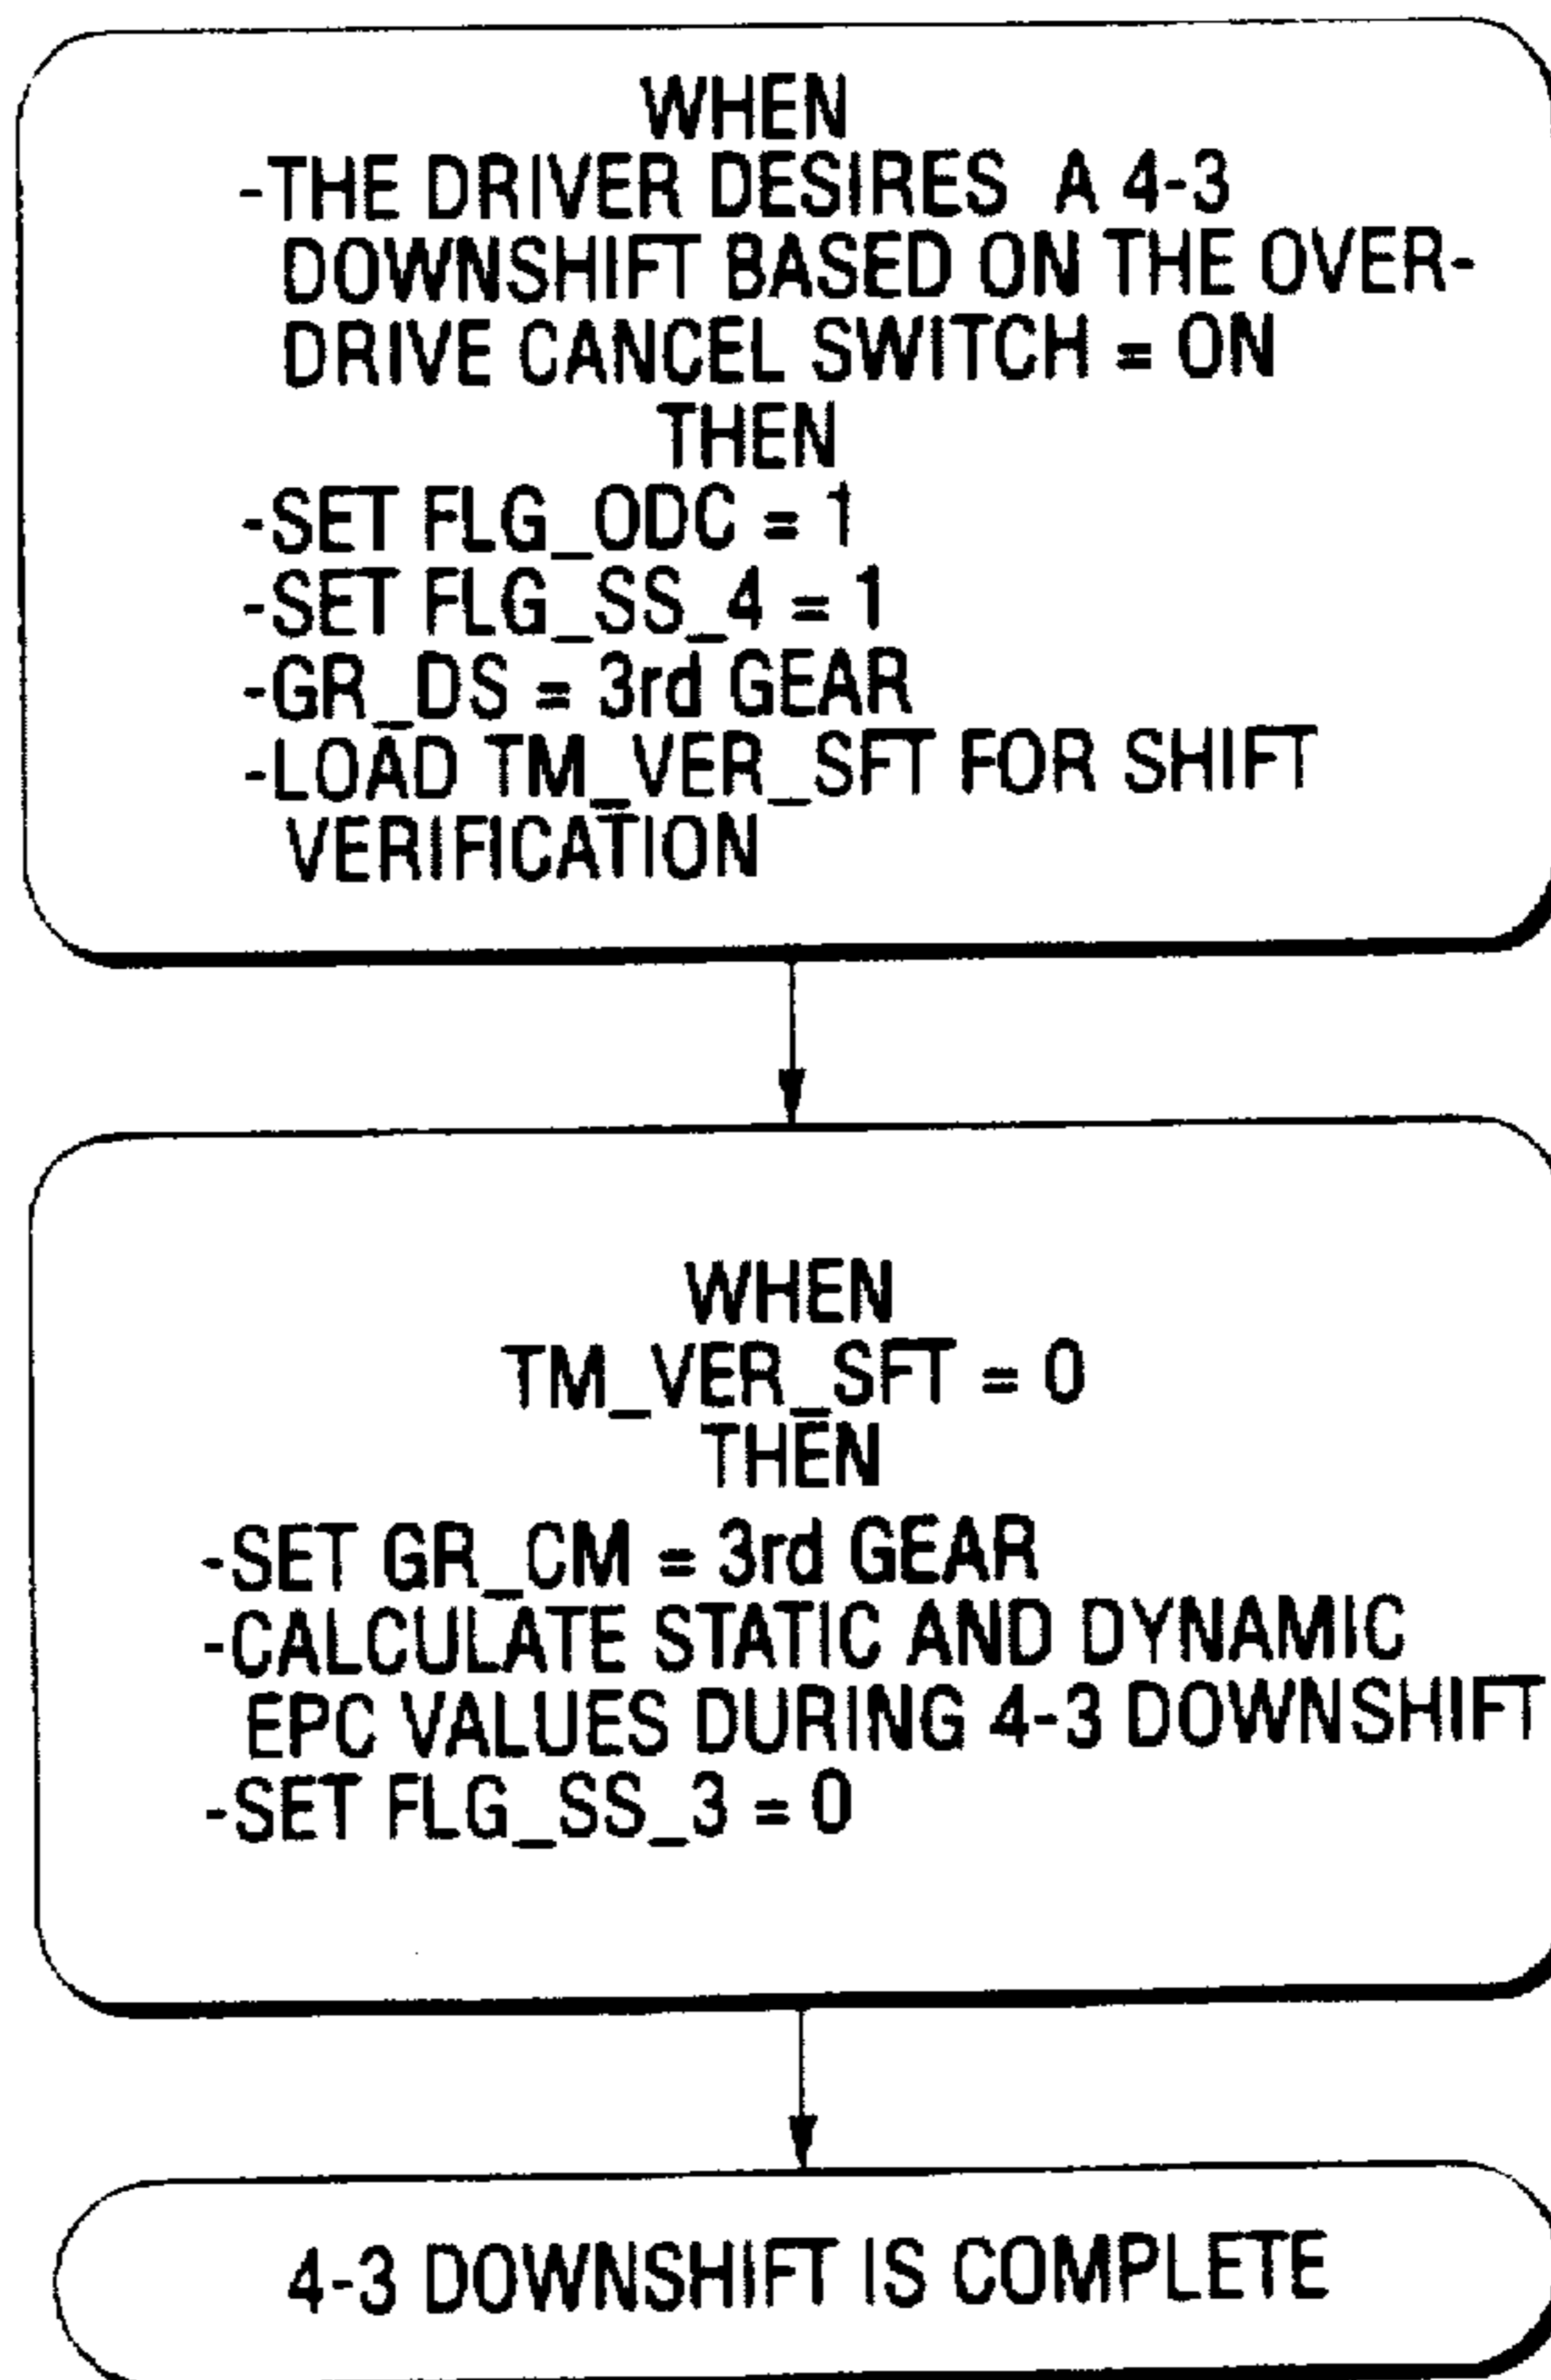 WHEN
-THE DRIVER DESIRES A 4-3
DOWNSHIFT BASED ON THE OVER-
DRIVE CANCEL SWITCH = ON
THEN
-SET FLG_ODC = 1
-SET FLG_SS_4 = 1
-GR_DS = 3rd GEAR
-LOAD TM_VER_SFT FOR SHIFT
VERIFICATION
WHEN
TM_VER_SFT = 0
THEN
-SET GR_CM = 3rd GEAR
-CALCULATE STATIC AND DYNAMIC
EPC VALUES DURING 4-3 DOWNSHIFT
-SET FLG_SS_3 = 0
4-3 DOWNSHIFT IS COMPLETE